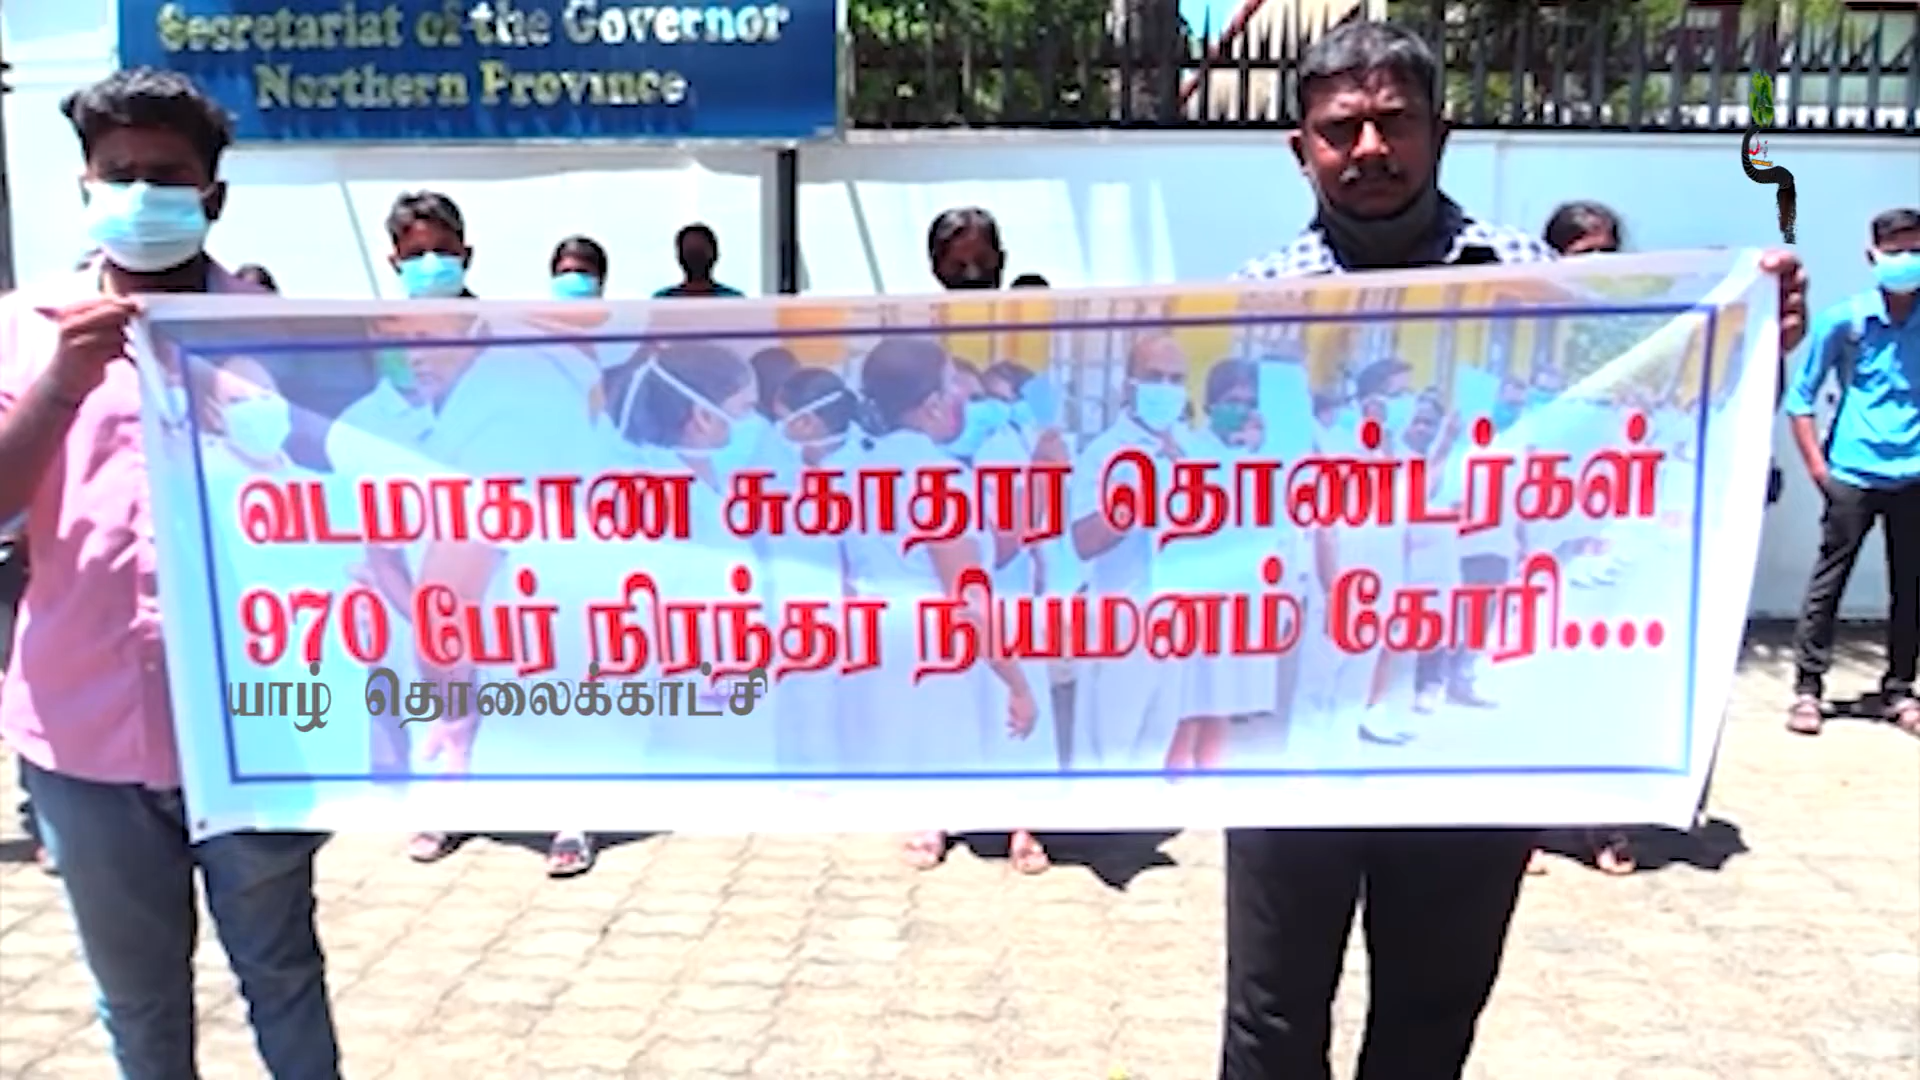 Secretariat of the Governor
Northern Province
வடமாகாண சுகாதார தொண்டர்கள்
970 பேர் நிரந்தர நியமனம் கோரி....
யாழ் தொலைக்காட்சி